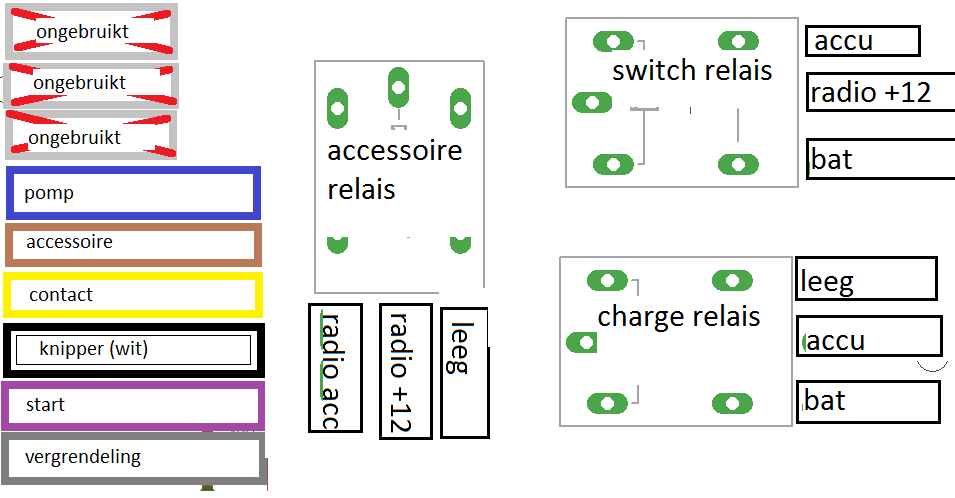 ongebruikt
ongebruikt
ongebruikt
pomp
accessoire
contact
knipper (wit)
start
vergrendeling
accessoire
relais
radio acc
radio +12
leeg
switch relais
accu
radio +12
bat
charge relais
leeg
accu
bat